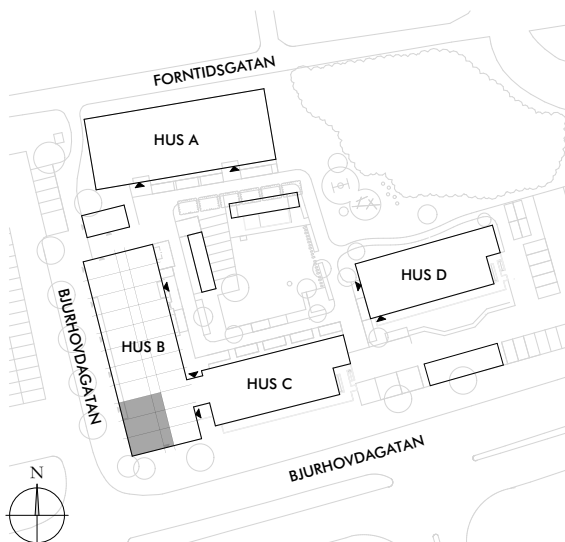 FORNTIDSGATAN
HUS A
HUS D
BJURHOVDAGATAN
HUS B
HUS C
BJURHOVDAGATAN
N